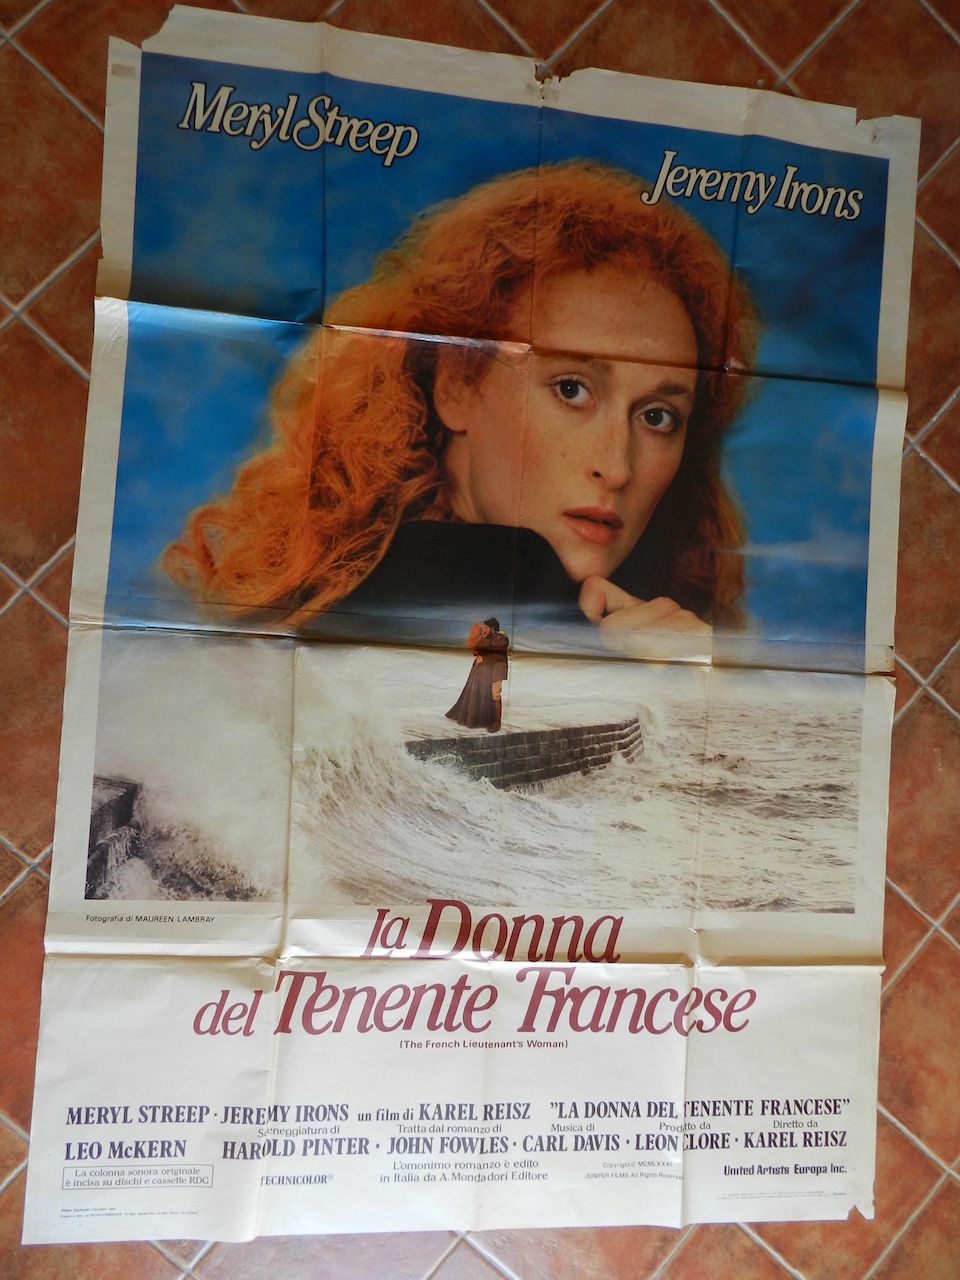 Meryl Streep
Jeremy Irons
Fotografia di MAUREEN LAMBRAY
La Donna
del Tenente Francese
(The French Lieutenant's Woman)
MERYL STREEP · JEREMY IRONS un film di KAREL REISZ "LA DONNA DEL TENENTE FRANCESE"
Sceneggiatura di Tratta dal romanzo di Musica di Prodotto da Diretto da
LEO McKERN HAROLD PINTER · JOHN FOWLES · CARL DAVIS · LEON CLORE · KAREL REISZ
La colonna sonora originale
è incisa su dischi e cassette RDG
TECHNICOLOR®
L'omonimo romanzo è edito
in Italia da A. Mondadori Editore
Copyright © MCMLXXXI
JUNIPER FILMS All Rights Reserved
United Artists Europa Inc.